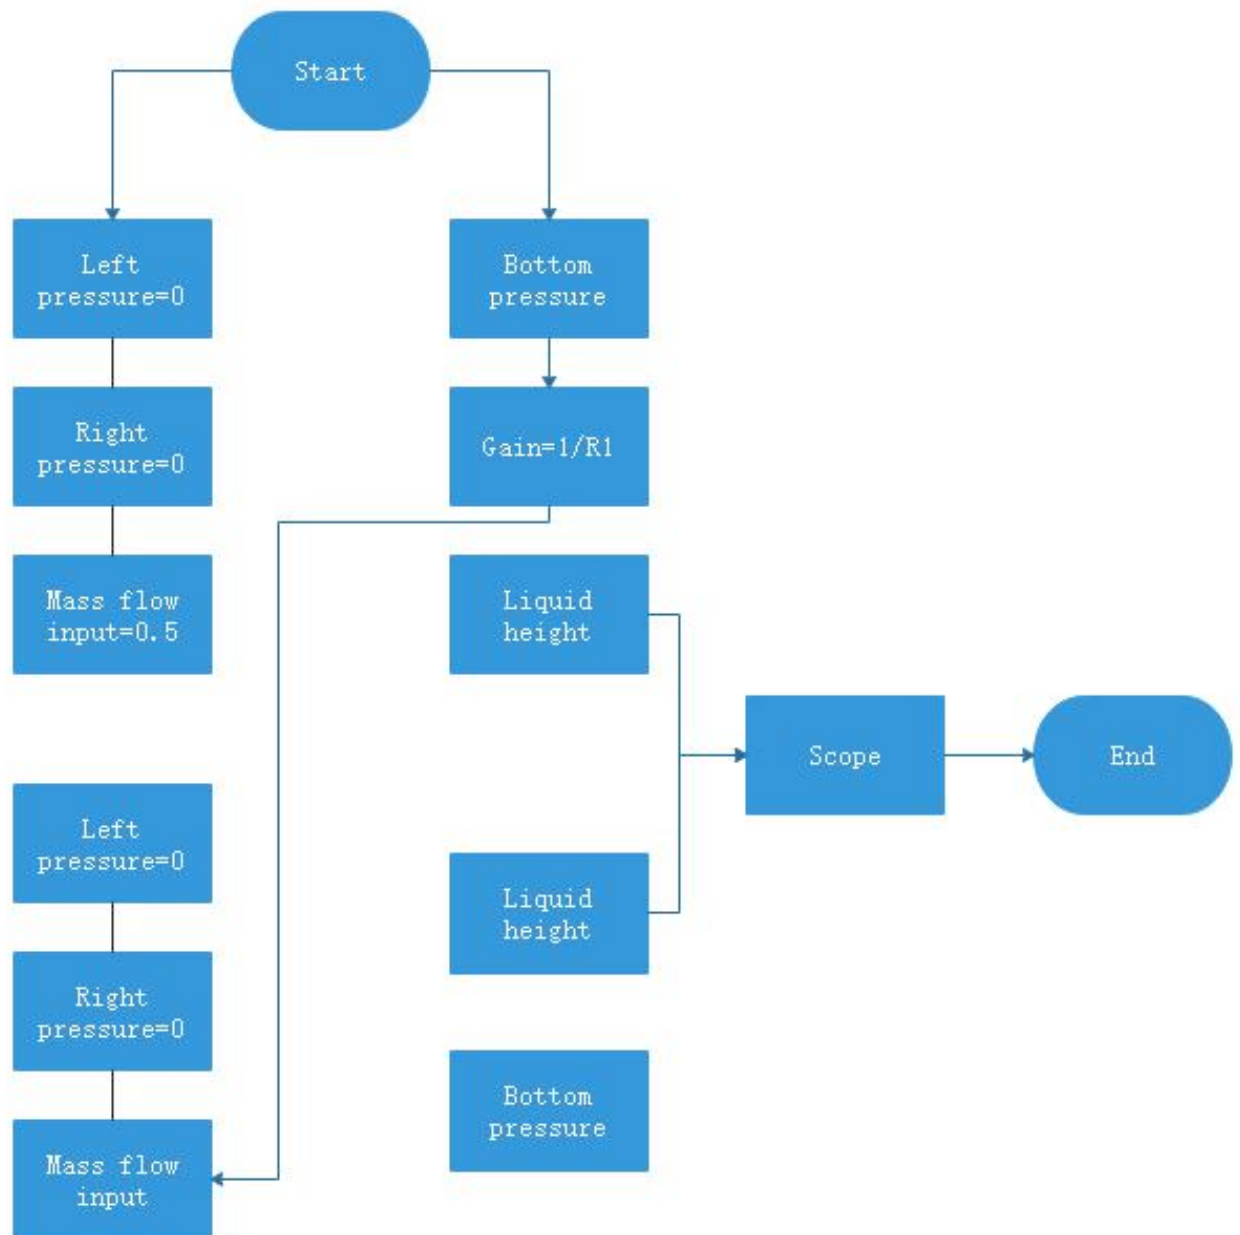 Start
Left
pressure=0
Bottom
pressure
Right
pressure=0
Gain=1/R1
Mass flow
input=0.5
Liquid
height
Scope
End
Left
pressure=0
Liquid
height
Right
pressure=0
Bottom
pressure
Mass flow
input